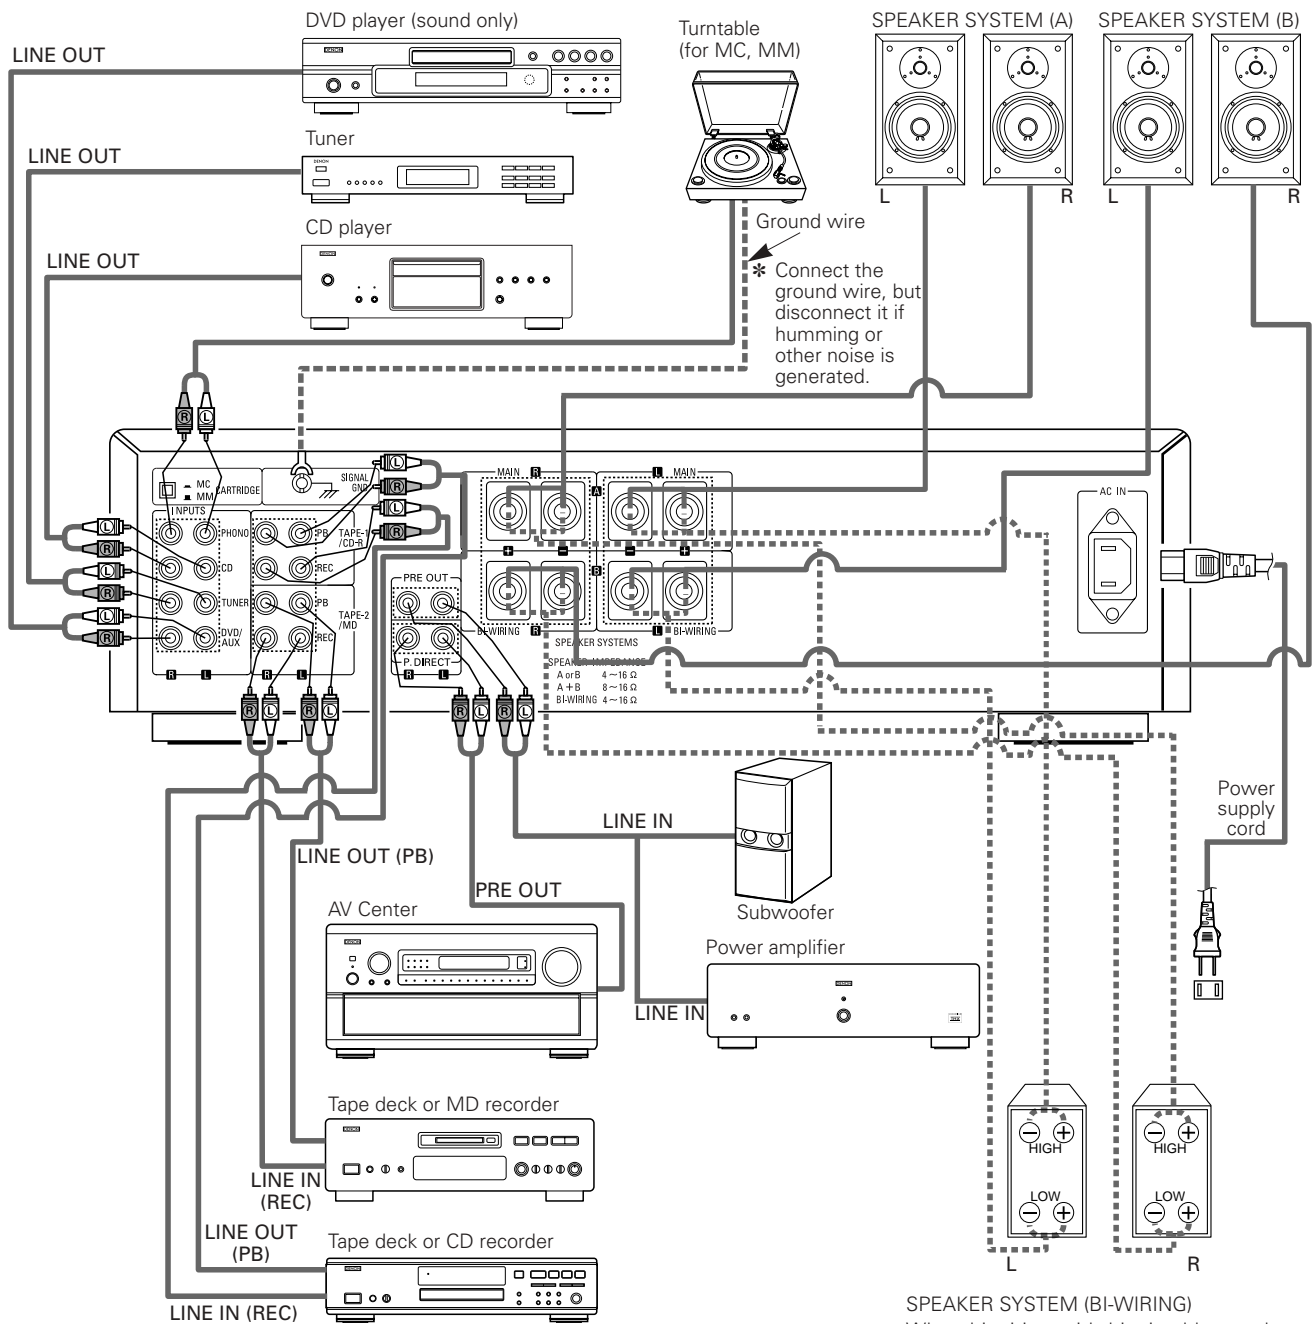 DVD player (sound only)
LINE OUT
Tuner
LINE OUT
CD player
LINE OUT
Turntable
(for MC, MM)
SPEAKER SYSTEM (A)
SPEAKER SYSTEM (B)
L
R
L
R
Ground wire
✻ Connect the
ground wire, but
disconnect it if
humming or
other noise is
generated.
R
L
MC
MM
CARTRIDGE
SIGNAL
GND
INPUTS
PHONO
CD
TUNER
DVD/
AUX
R
L
PB
TAPE-1
/CD-R
REC
PB
TAPE-2
/MD
REC
R
L
L
R
L
R
L
R
L
R
L
R
PRE OUT
P. DIRECT
R
L
MAIN
R
L
MAIN
A
+
−
−
+
B
BI-WIRING
R
L
BI-WIRING
SPEAKER SYSTEMS
SPEAKER IMPEDANCE
A or B 4~16 Ω
A + B 8~16 Ω
BI-WIRING 4~16 Ω
AC IN
R
L
R
L
R
L
R
L
Power
supply
cord
LINE IN
LINE OUT (PB)
PRE OUT
Subwoofer
AV Center
Power amplifier
LINE IN
Tape deck or MD recorder
LINE IN
(REC)
LINE OUT
(PB)
Tape deck or CD recorder
LINE IN (REC)
− +
HIGH
LOW
− +
L
− +
HIGH
LOW
− +
R
SPEAKER SYSTEM (BI-WIRING)